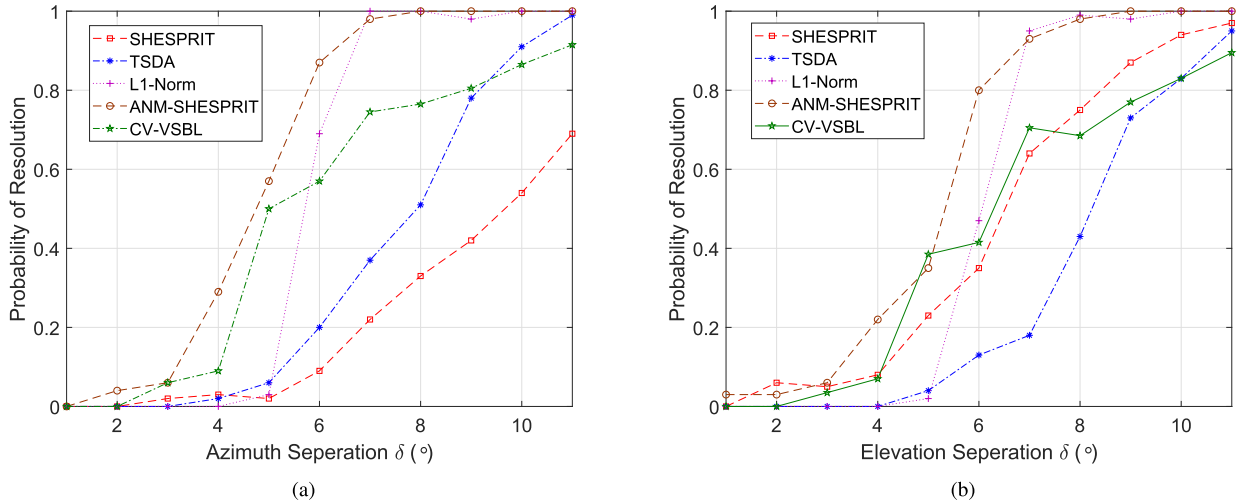 1
0.8
0.6
0.4
0.2
0
Probability of Resolution
SHESPRIT
TSDA
L1-Norm
ANM-SHESPRIT
CV-VSBL
2 4 6 8 10
Azimuth Seperation δ (°)
(a)
1
0.8
0.6
0.4
0.2
0
Probability of Resolution
SHESPRIT
TSDA
L1-Norm
ANM-SHESPRIT
CV-VSBL
2 4 6 8 10
Elevation Seperation δ (°)
(b)